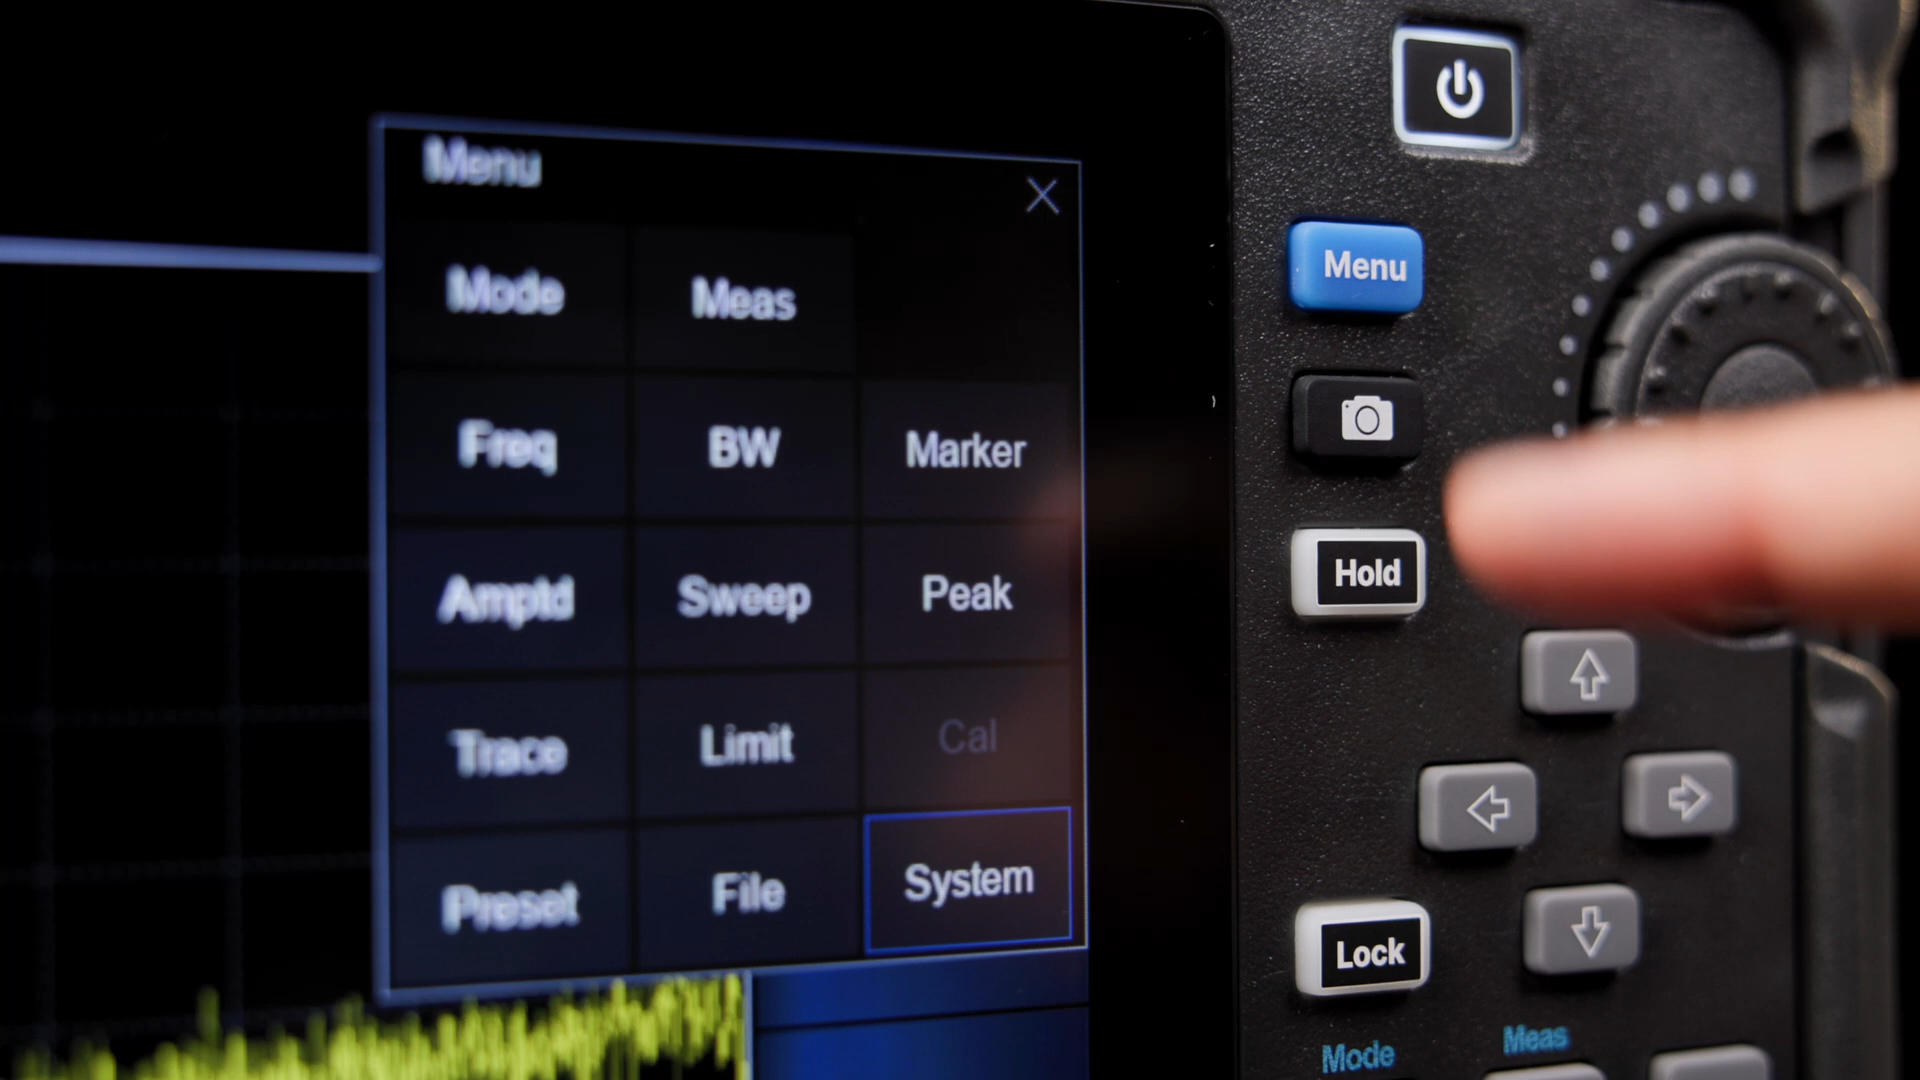 Menu
Mode Meas
Freq BW Marker
Amptd Sweep Peak
Trace Limit Cal
Preset File System
Menu
Hold
Lock
Mode Meas